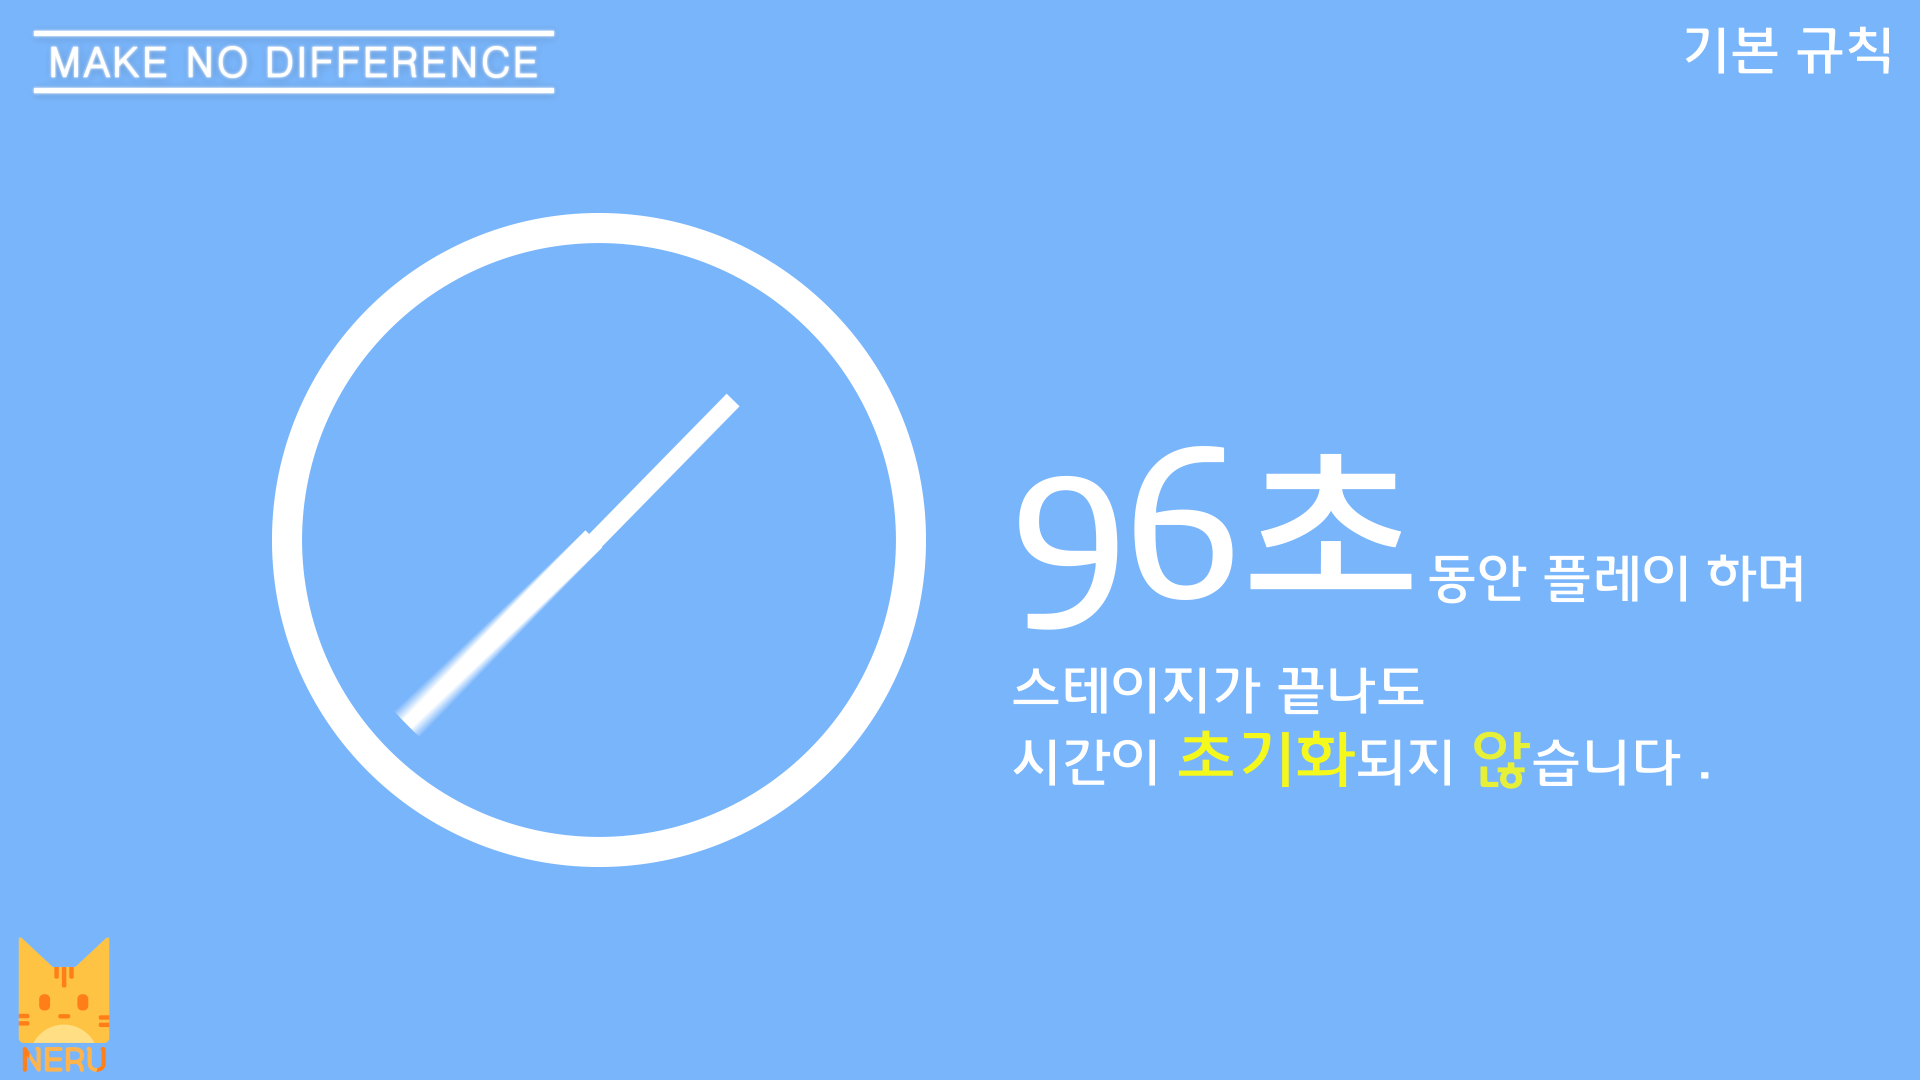 MAKE NO DIFFERENCE
기본 규칙
96초 동안 플레이 하며
스테이지가 끝나도
시간이 초기화되지 않습니다 .
NERU